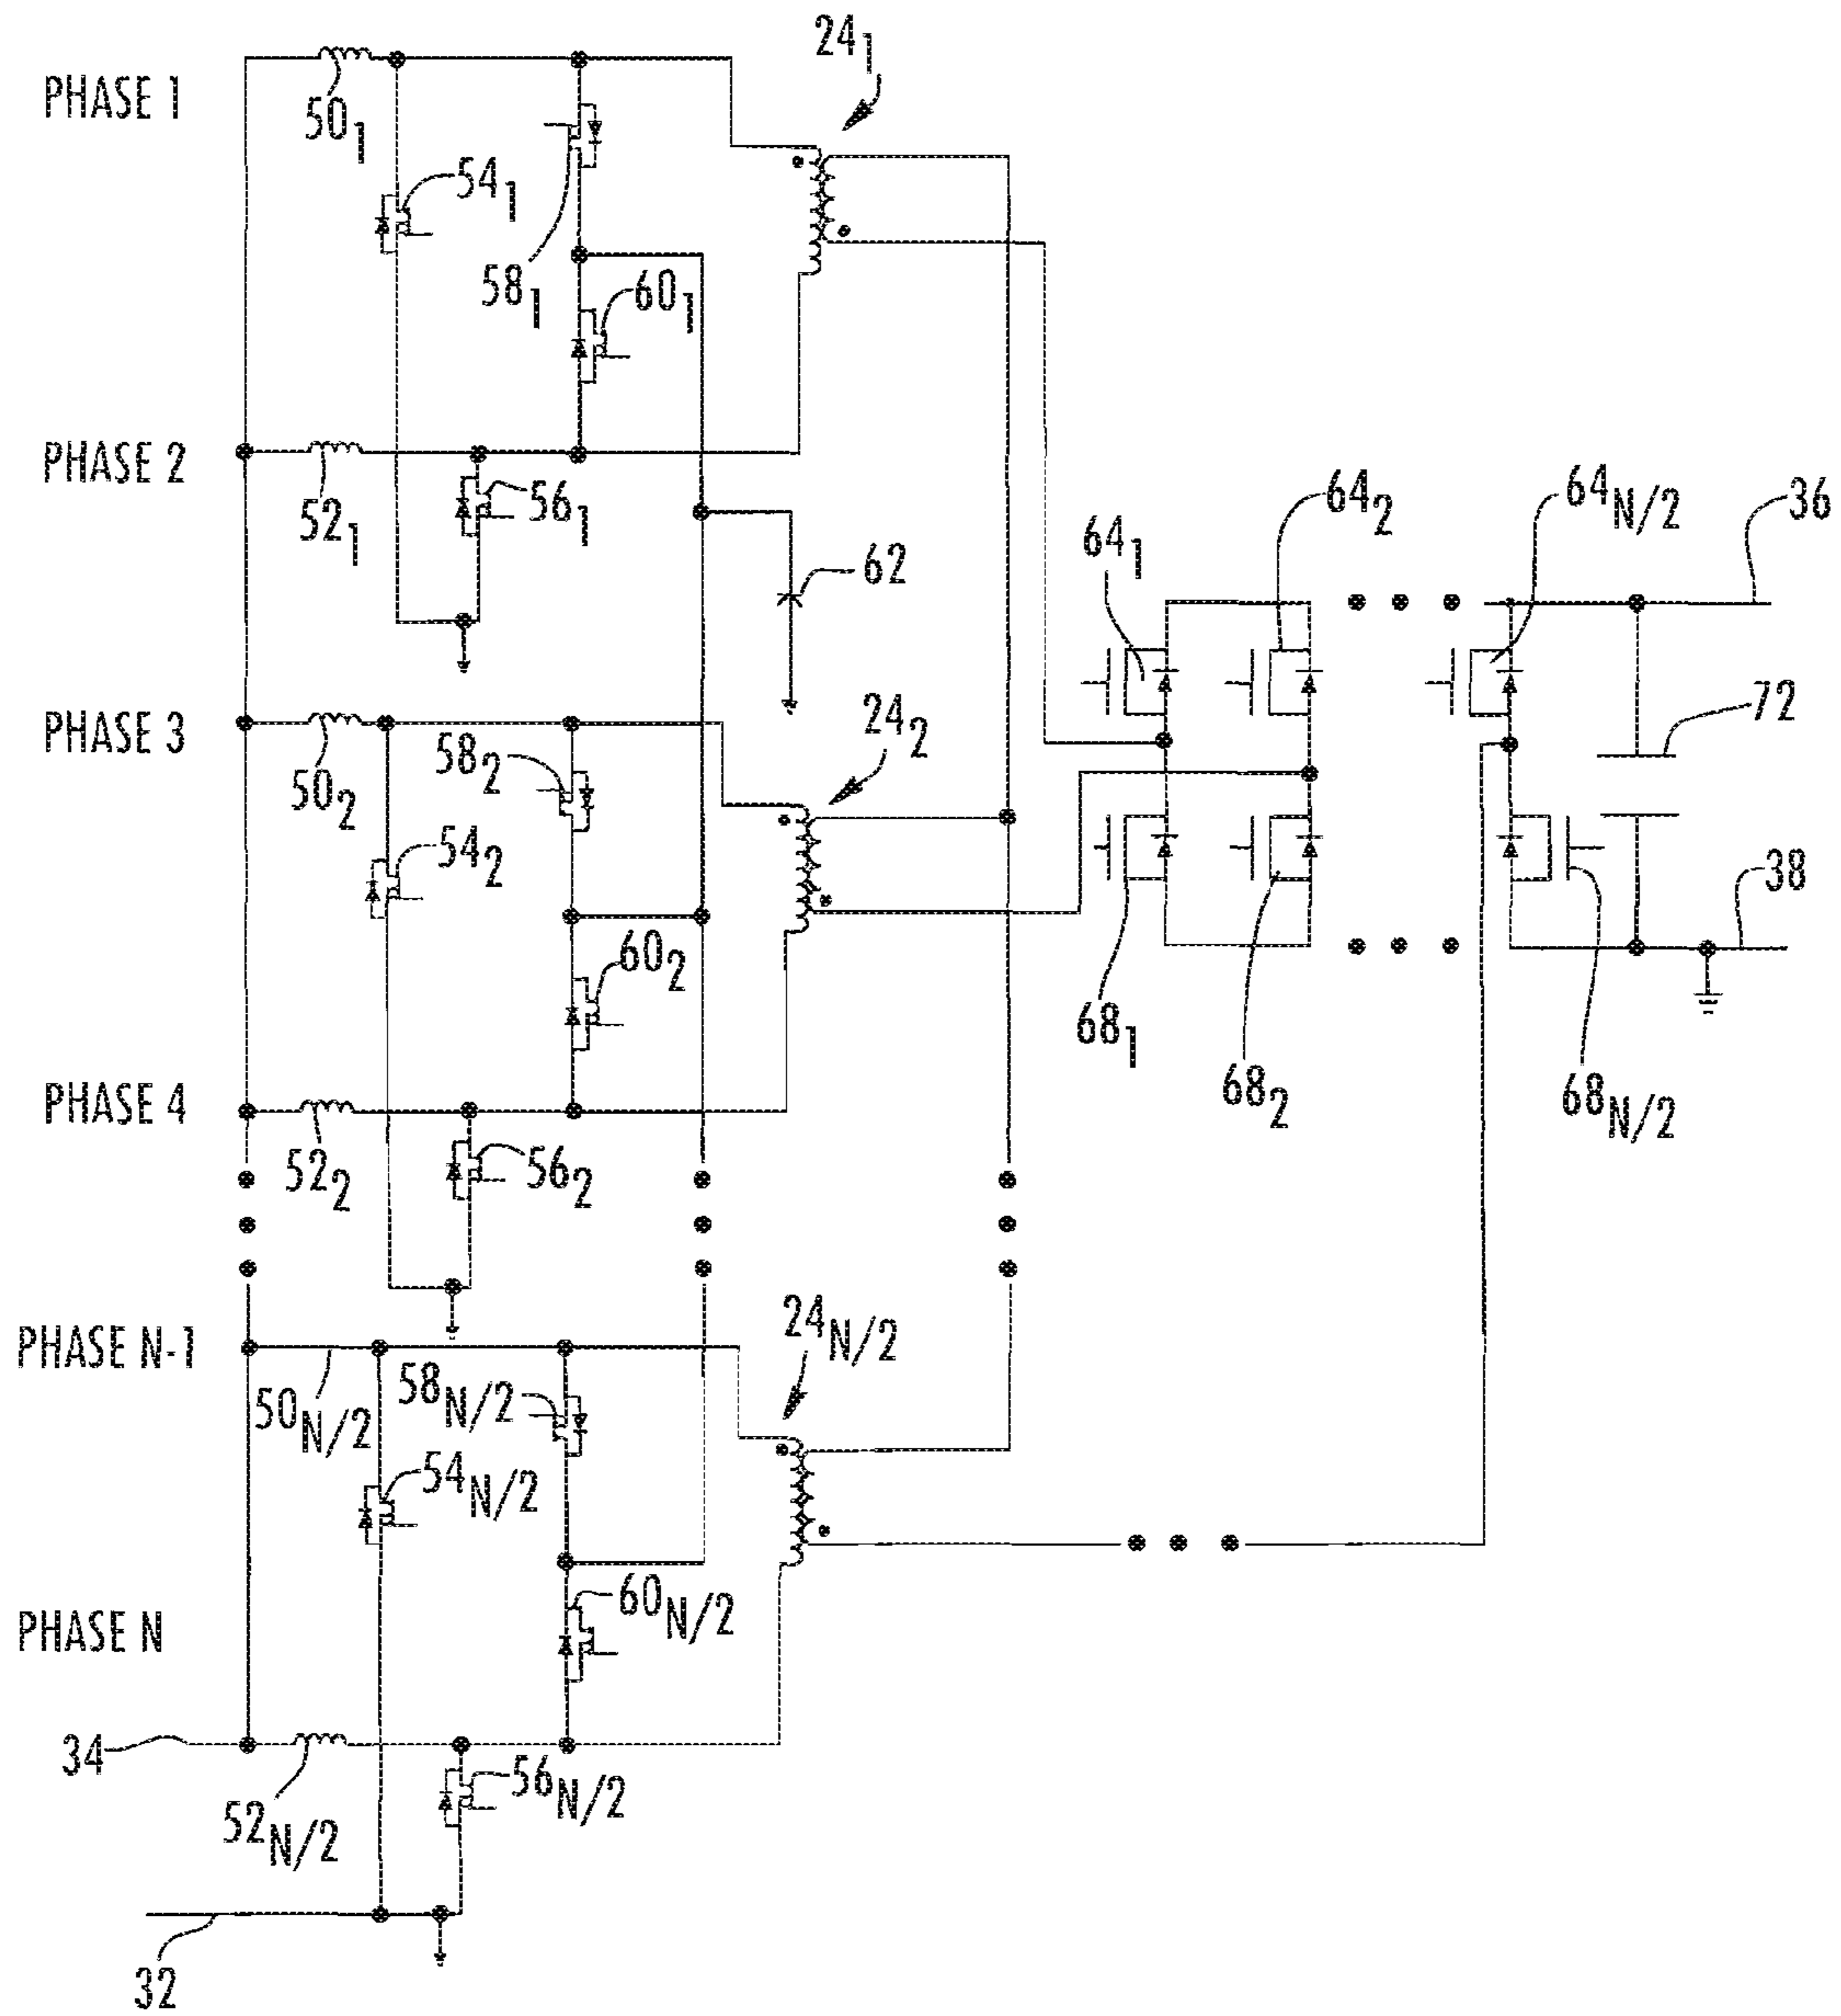 24₁
PHASE 1
50₁
54₁
58₁
60₁
PHASE 2
52₁
56₁
62
64₁
64₂
64N/2
36
PHASE 3
50₂
58₂
24₂
72
54₂
38
60₂
68₁
68₂
68N/2
PHASE 4
52₂
56₂
PHASE N-1
24N/2
50N/2
58N/2
54N/2
60N/2
PHASE N
34
52N/2
56N/2
32